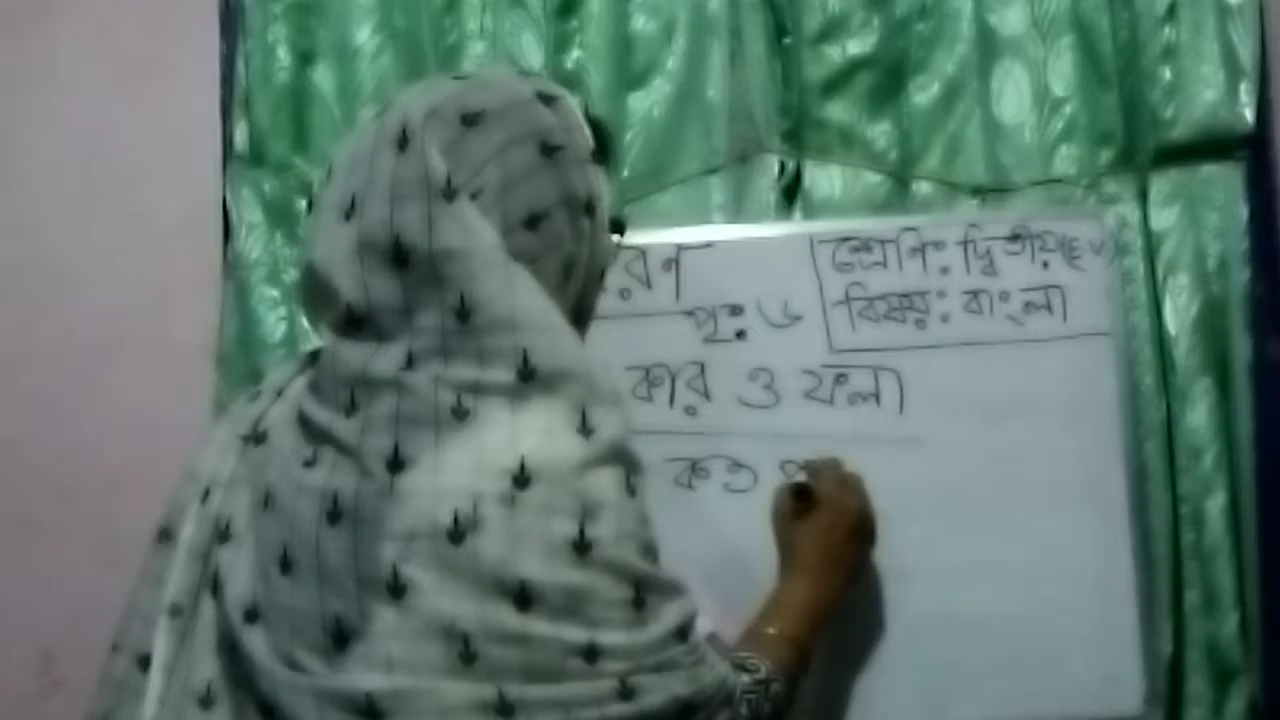 শ্রেণি: দ্বিতীয়
বিষয়: বাংলা
রণ
পৃ: ৬
কার ও ফলা
কত